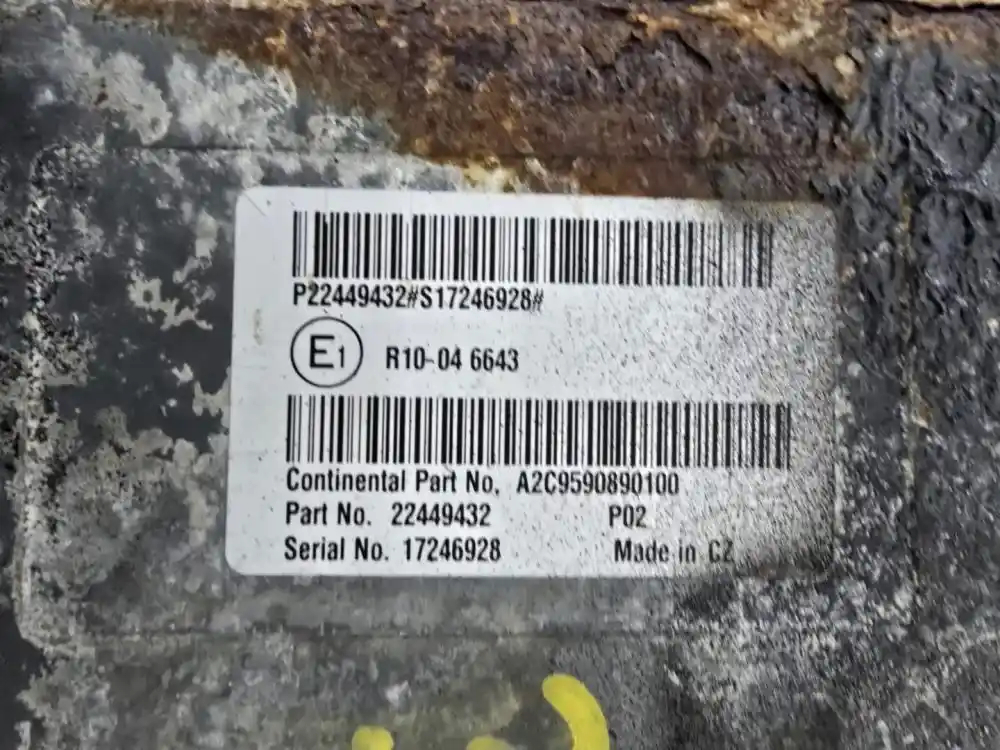 P22449432#S17246928#
E1 R10-04 6643
Continental Part No. A2C9590890100
Part No. 22449432 P02
Serial No. 17246928 Made in CZ